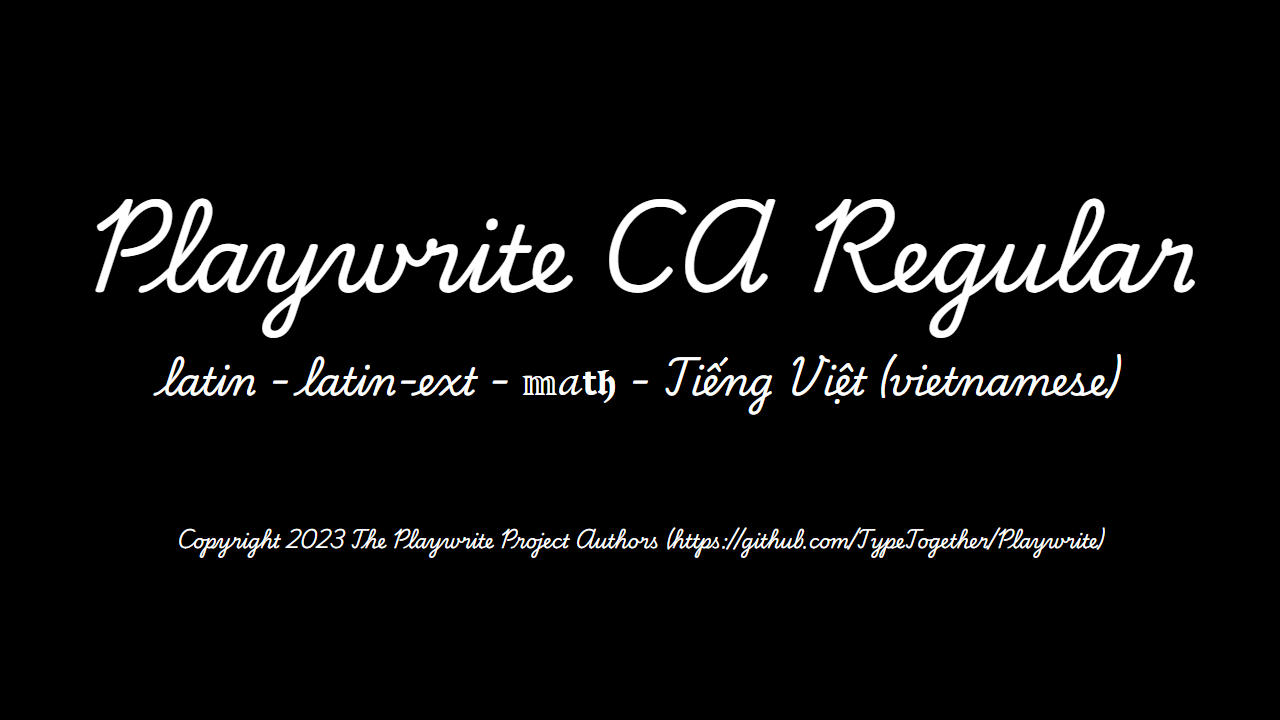 Playwrite CA Regular
latin - latin-ext - 𝕞𝑎𝐭𝖍 - Tiếng Việt (vietnamese)
Copyright 2023 The Playwrite Project Authors (https://github.com/TypeTogether/Playwrite)